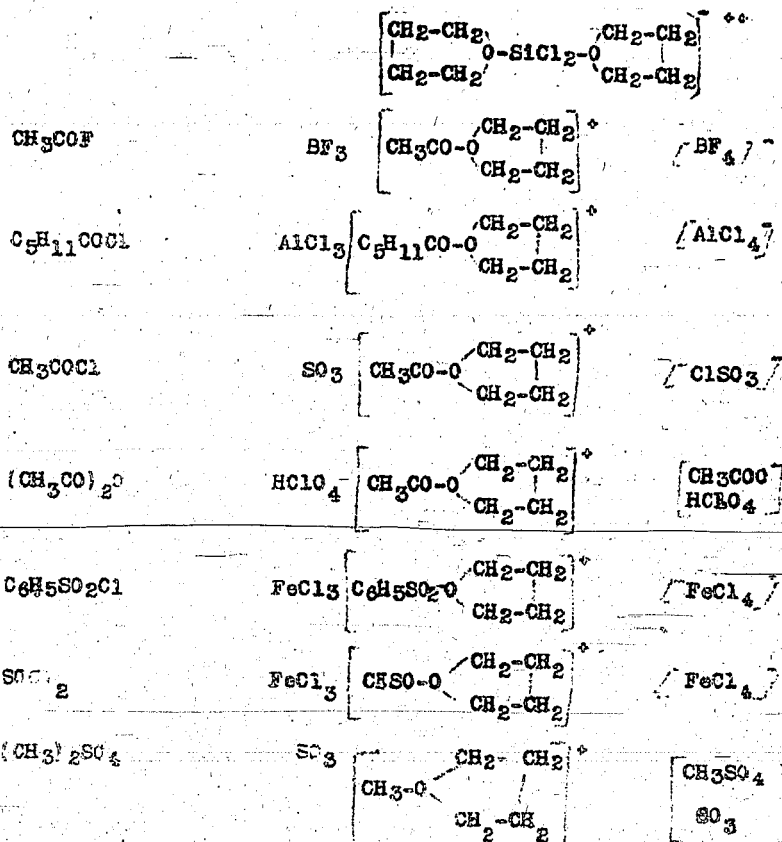 CH2-CH2 CH2-CH2 ++
O-SiCl2-O
CH2-CH2 CH2-CH2
CH2-CH2 +
CH3COF BF3 CH3CO-O [BF4]-
CH2-CH2
CH2-CH2 +
C5H11COCl AlCl3 C5H11CO-O [AlCl4]-
CH2-CH2
CH2-CH2 +
CH3COCl SO3 CH3CO-O [ClSO3]-
CH2-CH2
CH2-CH2 + CH3COO-
(CH3CO)2O HClO4 CH3CO-O HClO4
CH2-CH2
CH2-CH2 +
C6H5SO2Cl FeCl3 C6H5SO2-O [FeCl4]-
CH2-CH2
CH2-CH2 +
SOCl2 FeCl3 -O [FeCl4]-
CH2-CH2
(CH3)2SO4 SO3 CH2- CH2 + CH3SO4
CH3-O SO3
CH2-CH2